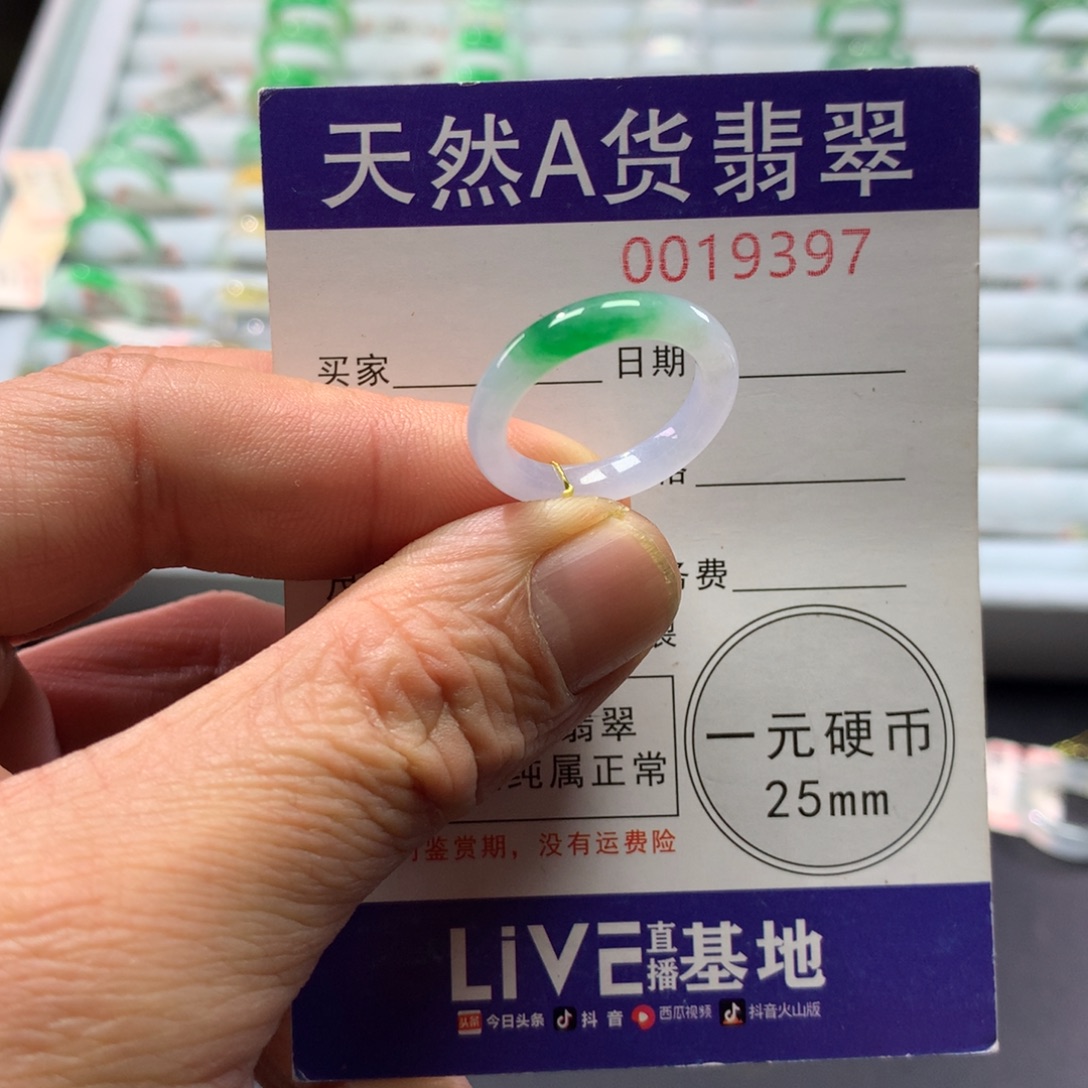 天然A货翡翠
0019397
买家 日期
费
翡翠
纯属正常
一元硬币
25mm
鉴赏期，没有运费险
LiVE直播基地
今日头条 抖音 西瓜视频 抖音火山版